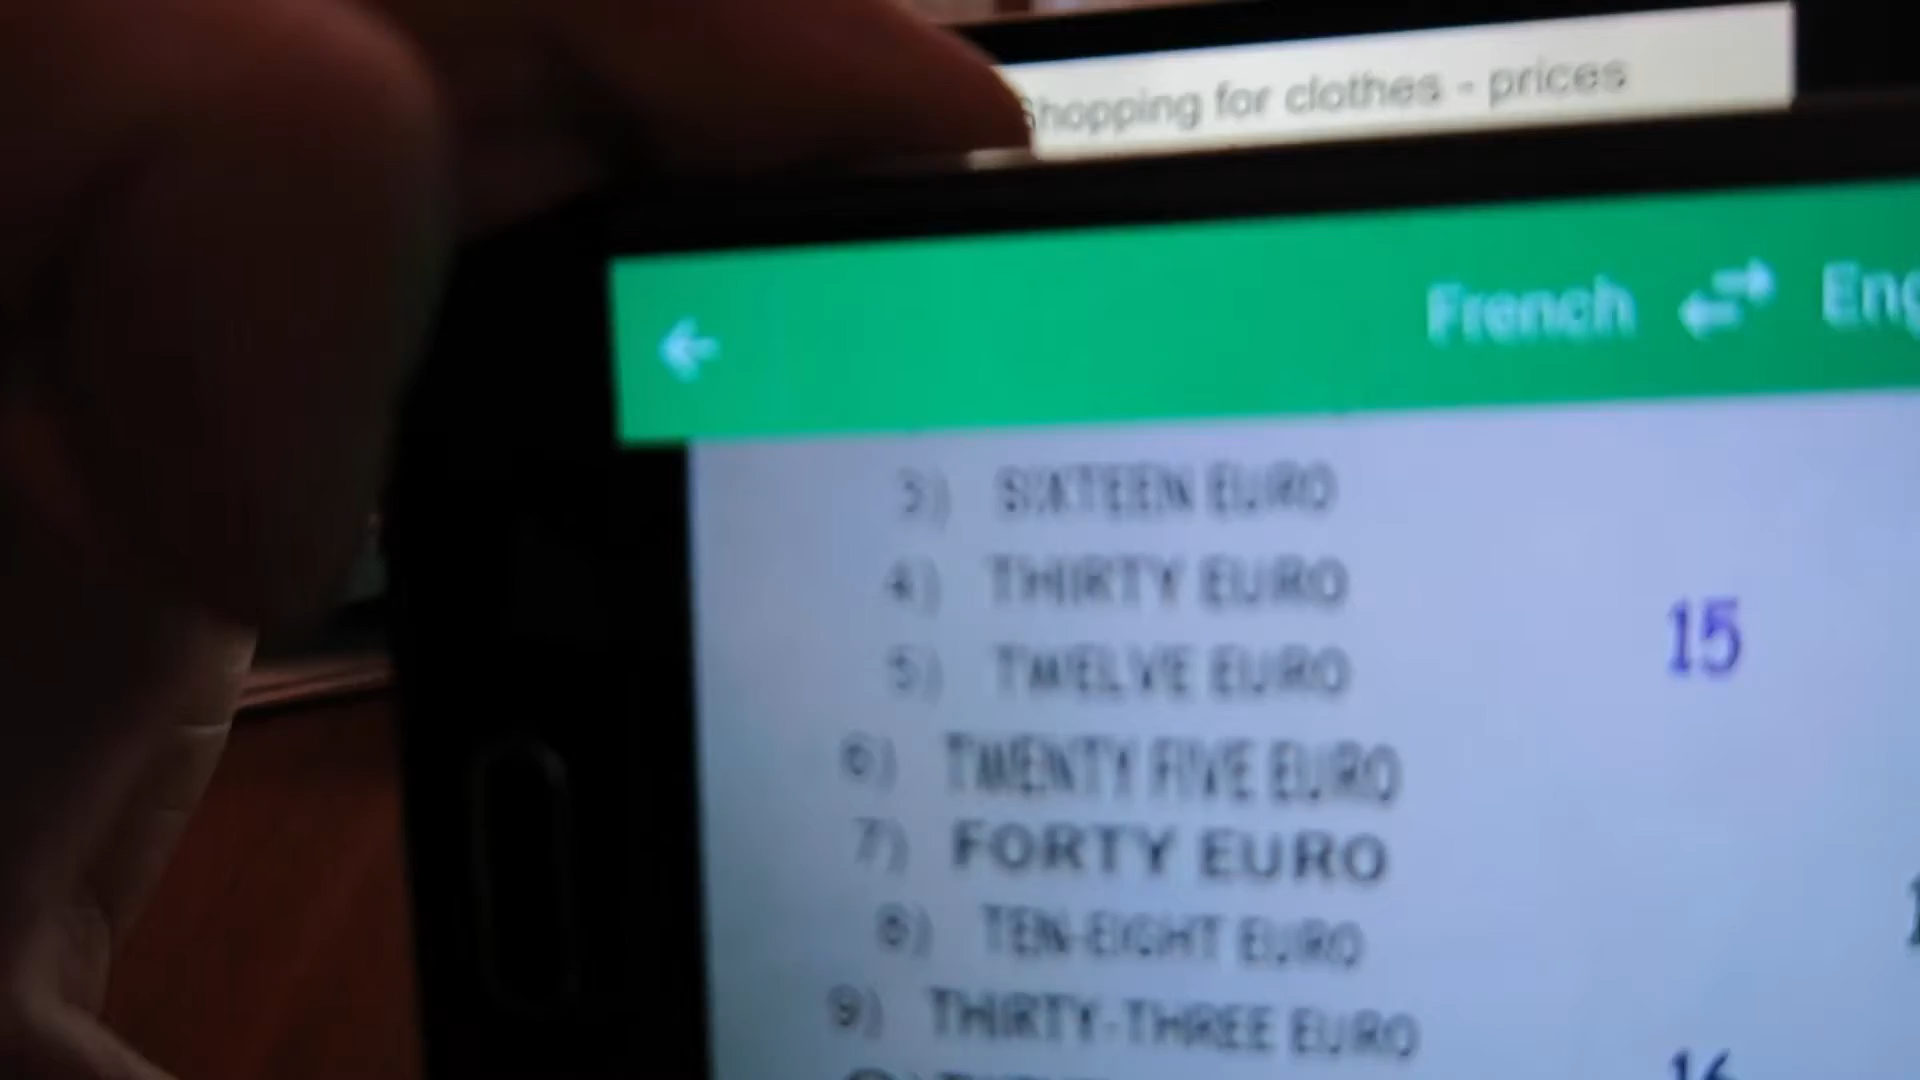 Shopping for clothes - prices
French
3) SIXTEEN EURO
4) THIRTY EURO
15
5) TWELVE EURO
6) TWENTY FIVE EURO
7) FORTY EURO
8) TEN-EIGHT EURO
9) THIRTY-THREE EURO
16